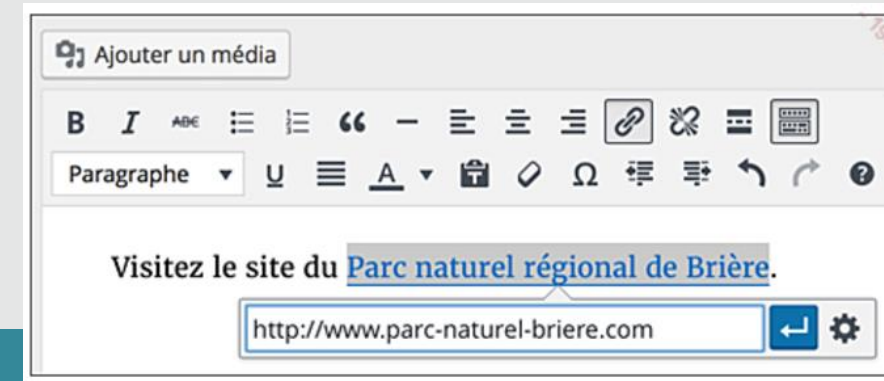 Ajouter un média
B I ABC
Paragraphe U A T Ω ?
Visitez le site du Parc naturel régional de Brière.
http://www.parc-naturel-briere.com